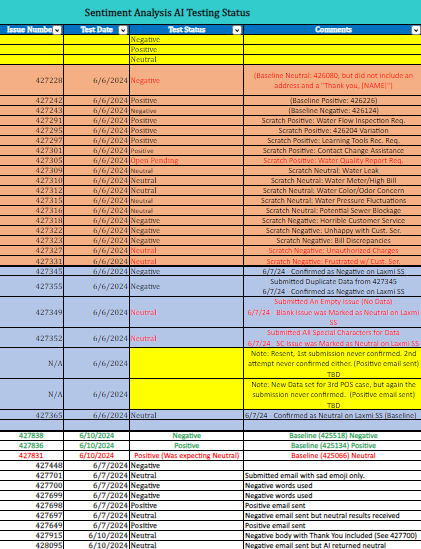 Sentiment Analysis AI Testing Status
Issue Numbe Test Date Test Status Comments
Negative
Positive
Neutral
427228 6/6/2024 Negative (Baseline Neutral: 426080, but did not include an address and a "Thank you, (NAME)")
427242 6/6/2024 Positive (Baseline Positive: 426226)
427243 6/6/2024 Negative (Baseline Negative: 426124)
427291 6/6/2024 Positive Scratch Positive: Water Flow Inspection Req.
427295 6/6/2024 Positive Scratch Positive: 426204 Variation
427297 6/6/2024 Positive Scratch Positive: Learning Tools Rec. Req.
427301 6/6/2024 Positive Scratch Positive: Contact Change Assistance
427305 6/6/2024 Open Pending Scratch Positive: Water Quality Report Req.
427309 6/6/2024 Neutral Scratch Neutral: Water Leak
427310 6/6/2024 Neutral Scratch Neutral: Water Meter/High Bill
427312 6/6/2024 Neutral Scratch Neutral: Water Color/Odor Concern
427315 6/6/2024 Neutral Scratch Neutral: Water Pressure Fluctuations
427316 6/6/2024 Neutral Scratch Neutral: Potential Sewer Blockage
427318 6/6/2024 Negative Scratch Negative: Horrible Customer Service
427322 6/6/2024 Negative Scratch Negative: Unhappy with Cust. Ser.
427323 6/6/2024 Negative Scratch Negative: Bill Discrepancies
427327 6/6/2024 Neutral Scratch Negative: Unauthorized Charges
427331 6/6/2024 Neutral Scratch Negative: Frustrated w/ Cust. Ser.
427345 6/6/2024 Negative 6/7/24 Confirmed as Negative on Laxmi SS
427355 6/6/2024 Negative Submitted Duplicate Data from 427345
6/7/24 Confirmed as Negative on Laxmi SS
427349 6/6/2024 Neutral Submitted An Empty Issue (No Data)
6/7/24 Blank Issue was Marked as Neutral on Laxmi SS
427352 6/6/2024 Neutral Submitted All Special Characters for Data
6/7/24 SC Issue was Marked as Neutral on Laxmi SS
N/A 6/6/2024 Note: Resent, 1st submission never confirmed. 2nd attempt never confirmed either. (Positive email sent)
TBD
N/A 6/6/2024 Note: New Data set for 3rd POS case, but again the submission never confirmed. (Positive email sent)
TBD
427365 6/6/2024 Neutral 6/7/24 Confirmed as Neutral on Laxmi SS (Baseline)
427838 6/10/2024 Negative Baseline (425518) Negative
427836 6/10/2024 Positive Baseline (425134) Positive
427831 6/10/2024 Positive (Was expecting Neutral) Baseline (425066) Neutral
427448 6/7/2024 Negative
427701 6/7/2024 Neutral Submitted email with sad emoji only.
427700 6/7/2024 Negative Negative words used
427699 6/7/2024 Negative Negative words used
427698 6/7/2024 Positive Positive email sent
427697 6/7/2024 Neutral Negative email sent but neutral results received
427649 6/7/2024 Positive Positive email sent
427915 6/10/2024 Neutral Negative body with Thank You included (See 427700)
428095 6/10/2024 Neutral Negative email sent but AI returned neutral